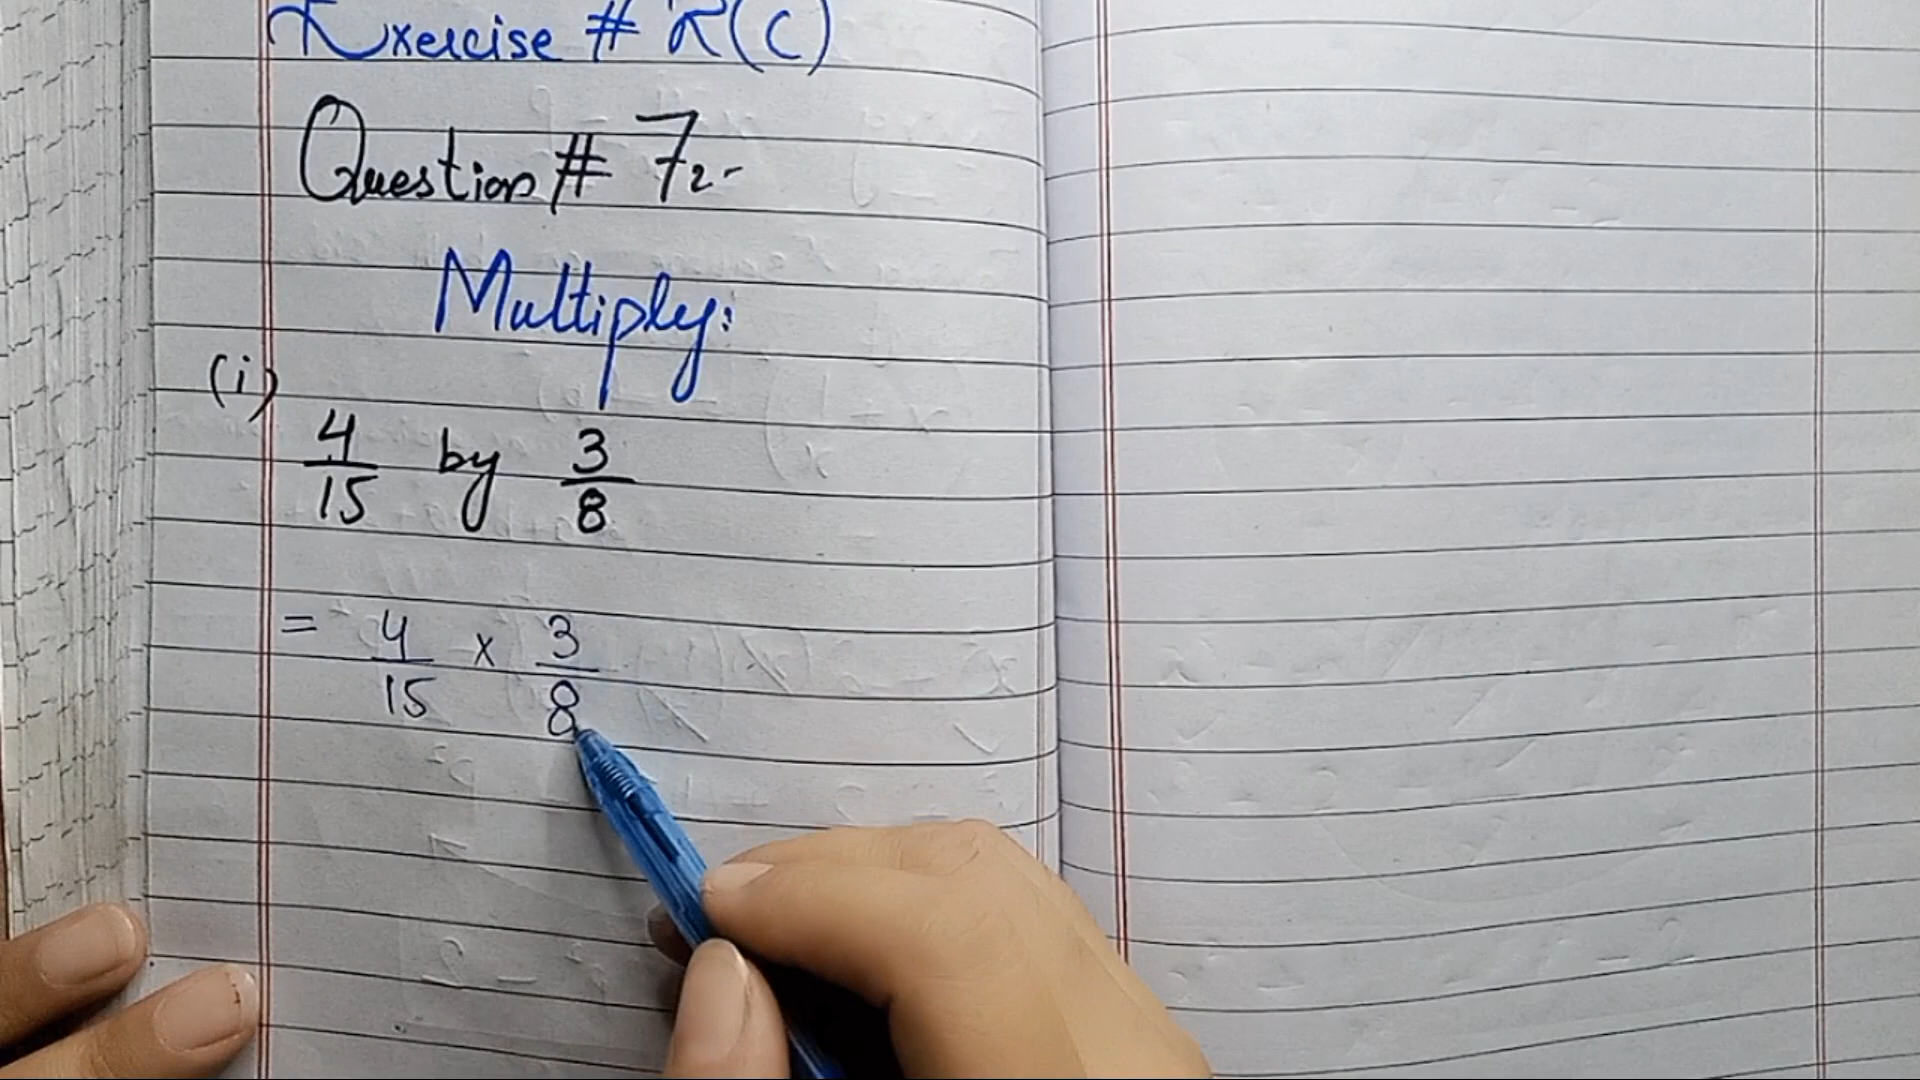 Exercise # 2(C)
Question # 7:-
Multiply:
(i)
4/15 by 3/8
= 4/15 x 3/8